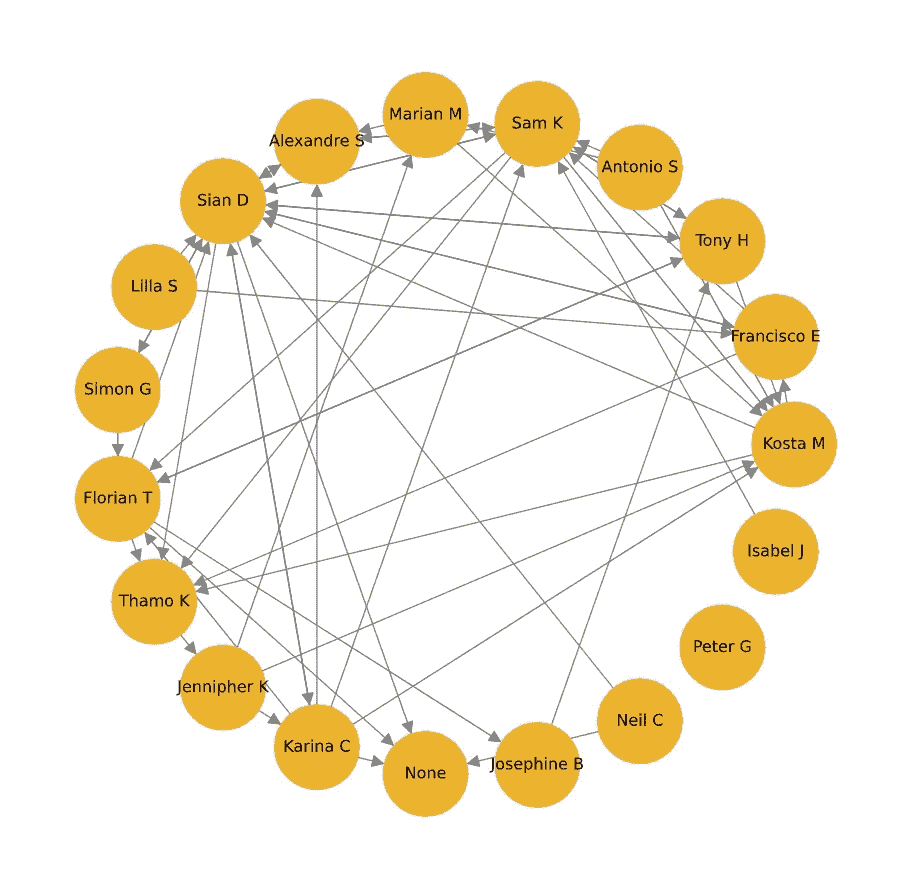 Marian M
Sam K
Alexandre S
Antonio S
Sian D
Tony H
Lilla S
Francisco E
Simon G
Kosta M
Florian T
Isabel J
Thamo K
Peter G
Jennipher K
Neil C
Karina C
None
Josephine B